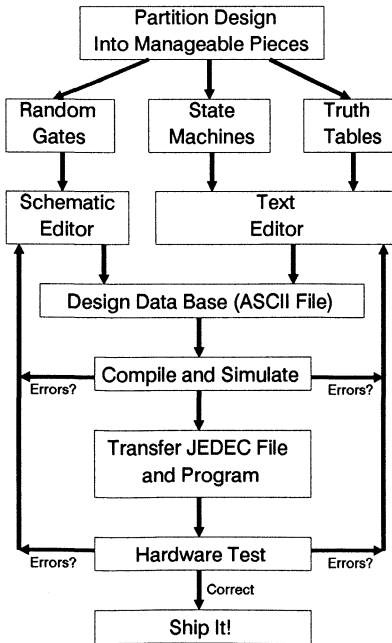 Partition Design
Into Manageable Pieces
Random
Gates
State
Machines
Truth
Tables
Schematic
Editor
Text
Editor
Design Data Base (ASCII File)
Errors?
Compile and Simulate
Errors?
Transfer JEDEC File
and Program
Errors?
Hardware Test
Errors?
Correct
Ship It!